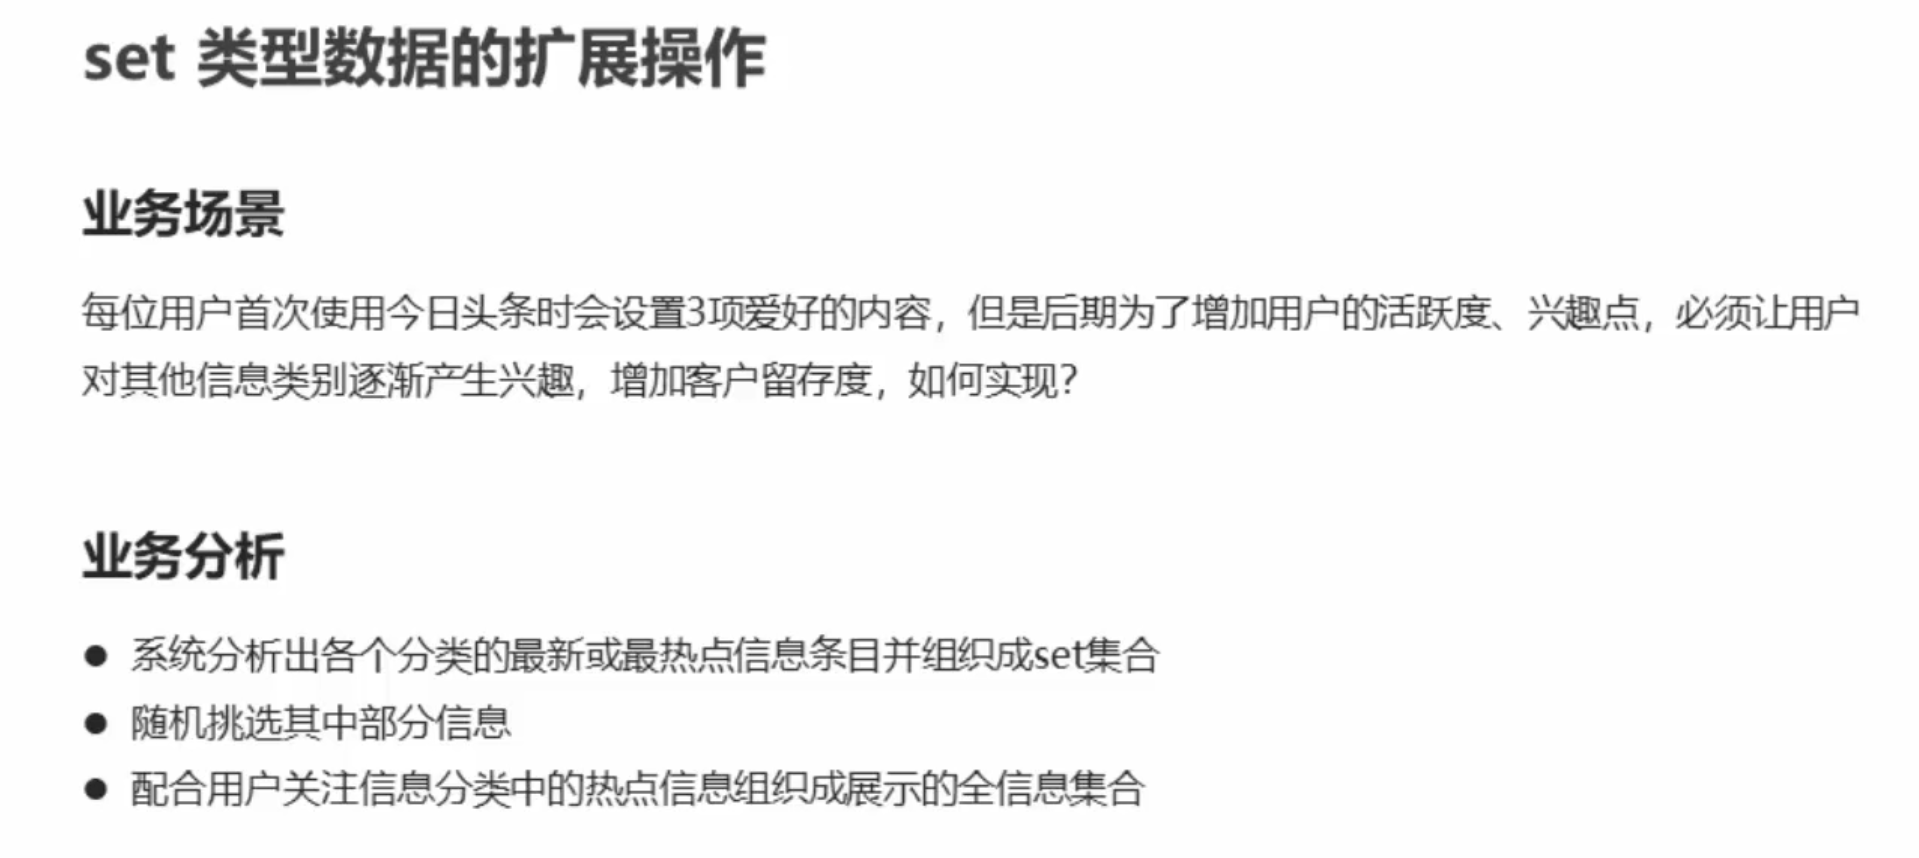 set 类型数据的扩展操作
业务场景
每位用户首次使用今日头条时会设置3项爱好的内容，但是后期为了增加用户的活跃度、兴趣点，必须让用户
对其他信息类别逐渐产生兴趣，增加客户留存度，如何实现？
业务分析
● 系统分析出各个分类的最新或最热点信息条目并组织成set集合
● 随机挑选其中部分信息
● 配合用户关注信息分类中的热点信息组织成展示的全信息集合